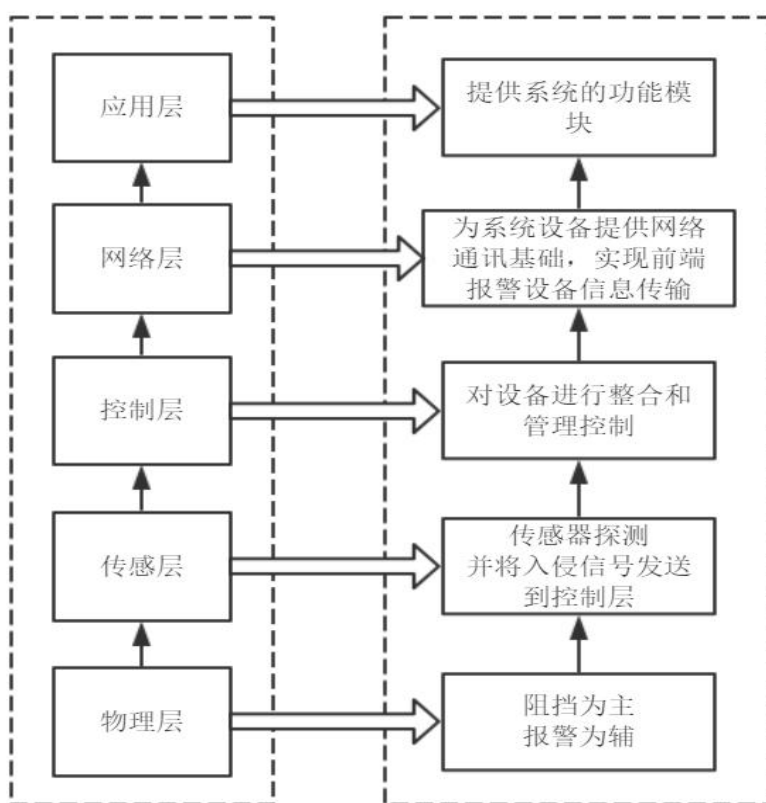 应用层
提供系统的功能模
块
网络层
为系统设备提供网络
通讯基础，实现前端
报警设备信息传输
控制层
对设备进行整合和
管理控制
传感层
传感器探测
并将入侵信号发送
到控制层
物理层
阻挡为主
报警为辅